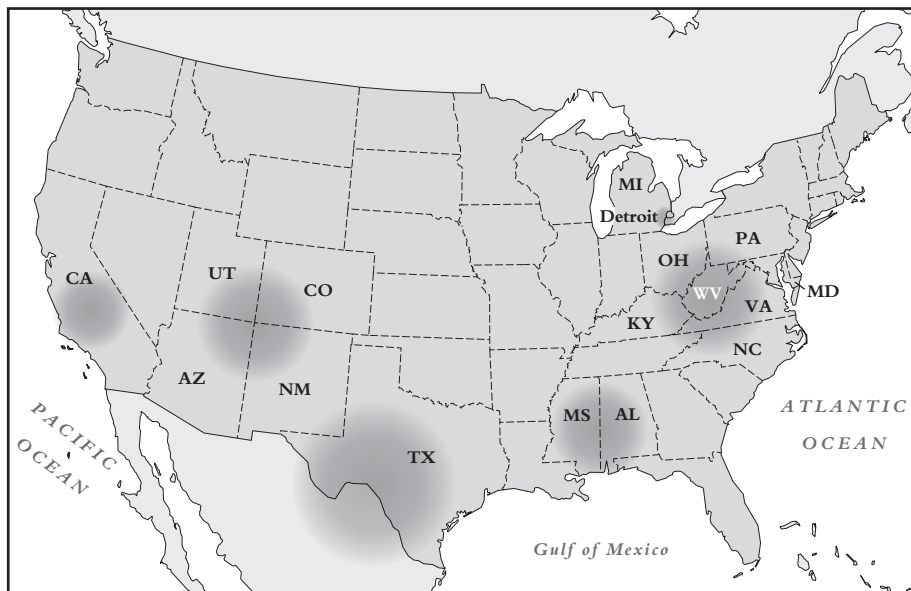 MI
Detroit
PA
OH
CA
UT
CO
WV
MD
VA
KY
NC
AZ
NM
MS
AL
TX
PACIFIC
OCEAN
ATLANTIC
OCEAN
Gulf of Mexico